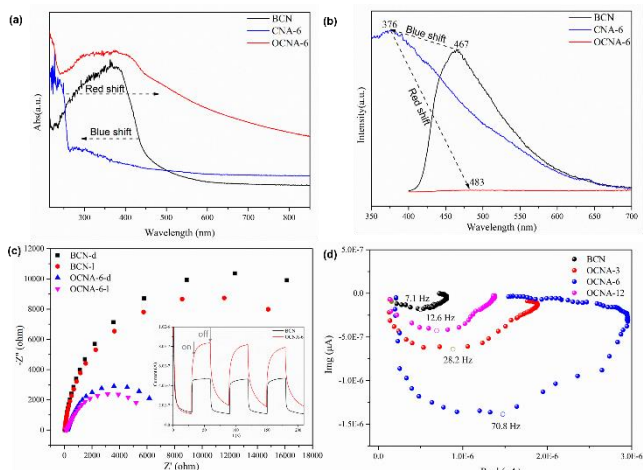 (a)
BCN
CNA-6
OCNA-6
Red shift
Blue shift
Abs(a.u.)
300 400 500 600 700 800
Wavelength (nm)
(b)
BCN
CNA-6
OCNA-6
376
Blue shift
467
Red shift
483
Intensity(a.u.)
350 400 450 500 550 600 650 700
Wavelength (nm)
(c)
BCN-d
BCN-l
OCNA-6-d
OCNA-6-l
12000
10000
8000
6000
4000
2000
0
-Z" (ohm)
on
off
BCN
OCNA-6
0 2000 4000 6000 8000 10000 12000 14000 16000 18000
Z' (ohm)
(d)
BCN
OCNA-3
OCNA-6
OCNA-12
5.0E-7
0.0
-5.0E-7
-1.0E-6
-1.5E-6
Img (μA)
7.1 Hz
12.6 Hz
28.2 Hz
70.8 Hz
0.0 1.0E-6 2.0E-6 3.0E-6